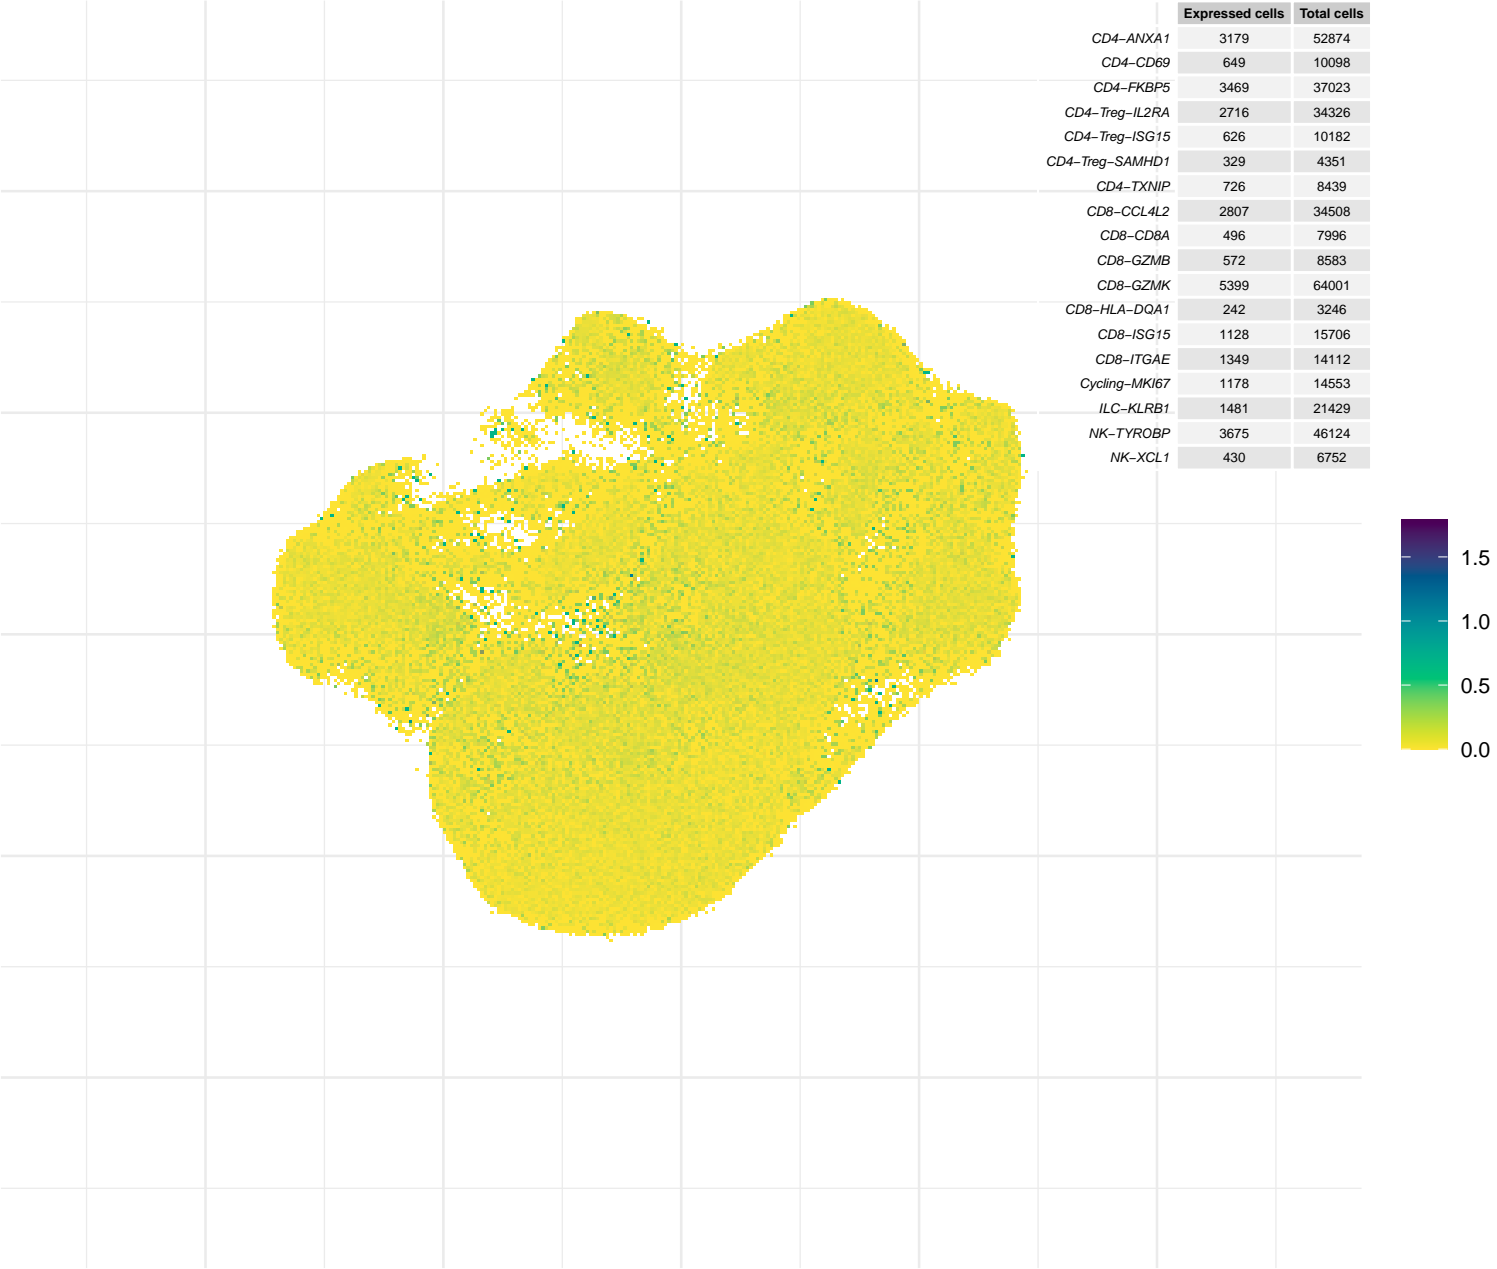 Expressed cells Total cells
CD4−ANXA1 3179 52874
CD4−CD69 649 10098
CD4−FKBP5 3469 37023
CD4−Treg−IL2RA 2716 34326
CD4−Treg−ISG15 626 10182
CD4−Treg−SAMHD1 329 4351
CD4−TXNIP 726 8439
CD8−CCL4L2 2807 34508
CD8−CD8A 496 7996
CD8−GZMB 572 8583
CD8−GZMK 5399 64001
CD8−HLA−DQA1 242 3246
CD8−ISG15 1128 15706
CD8−ITGAE 1349 14112
Cycling−MKI67 1178 14553
ILC−KLRB1 1481 21429
NK−TYROBP 3675 46124
NK−XCL1 430 6752
1.5
1.0
0.5
0.0